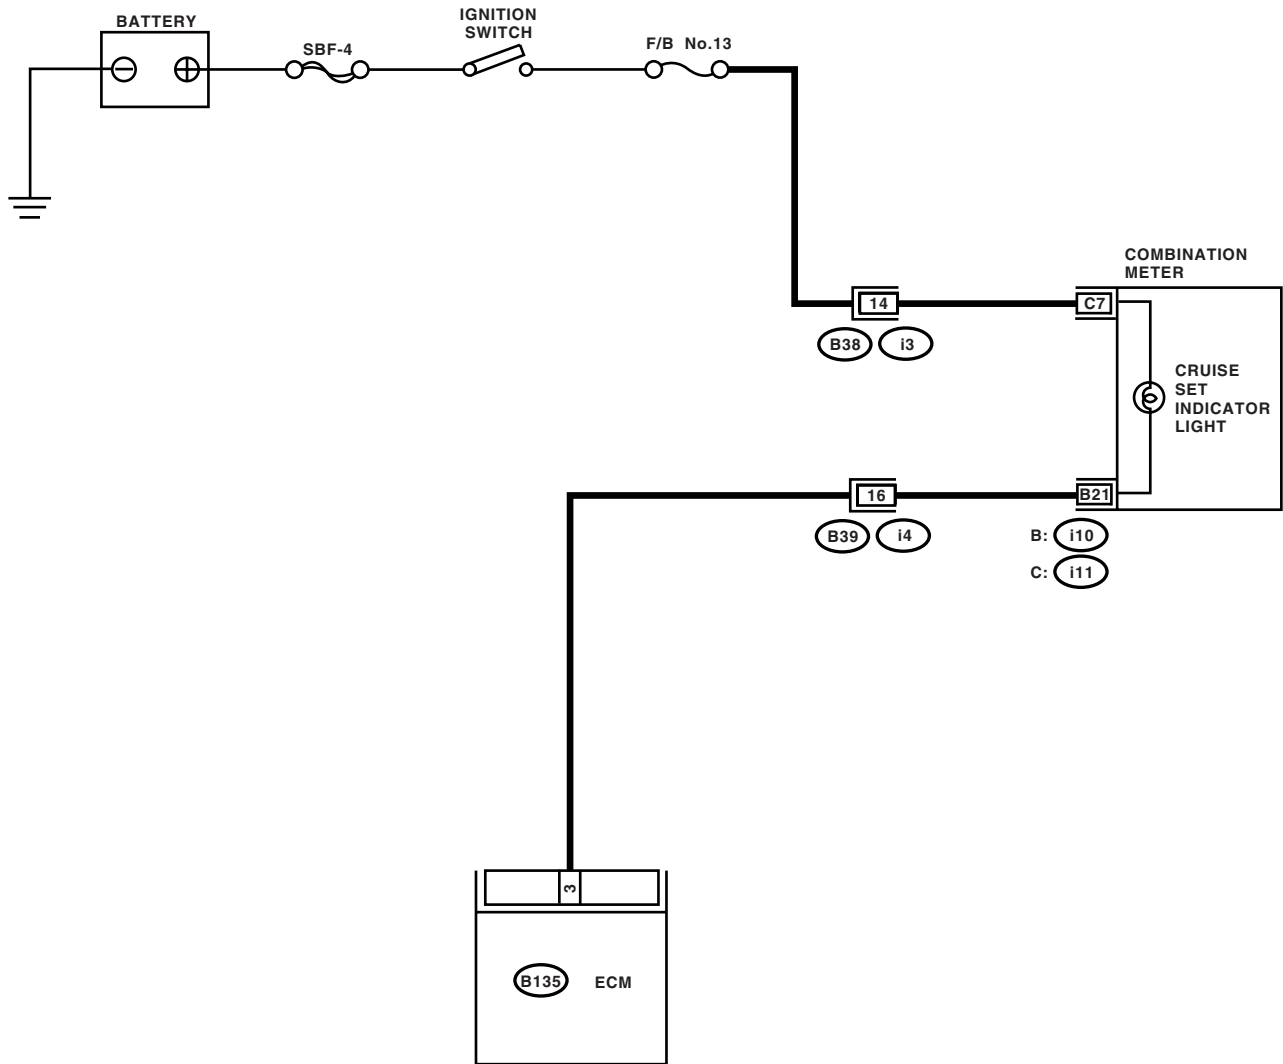 BATTERY
SBF-4
IGNITION
SWITCH
F/B No.13
COMBINATION
METER
14
C7
B38
i3
CRUISE
SET
INDICATOR
LIGHT
16
B21
B39
i4
B: i10
C: i11
3
B135
ECM